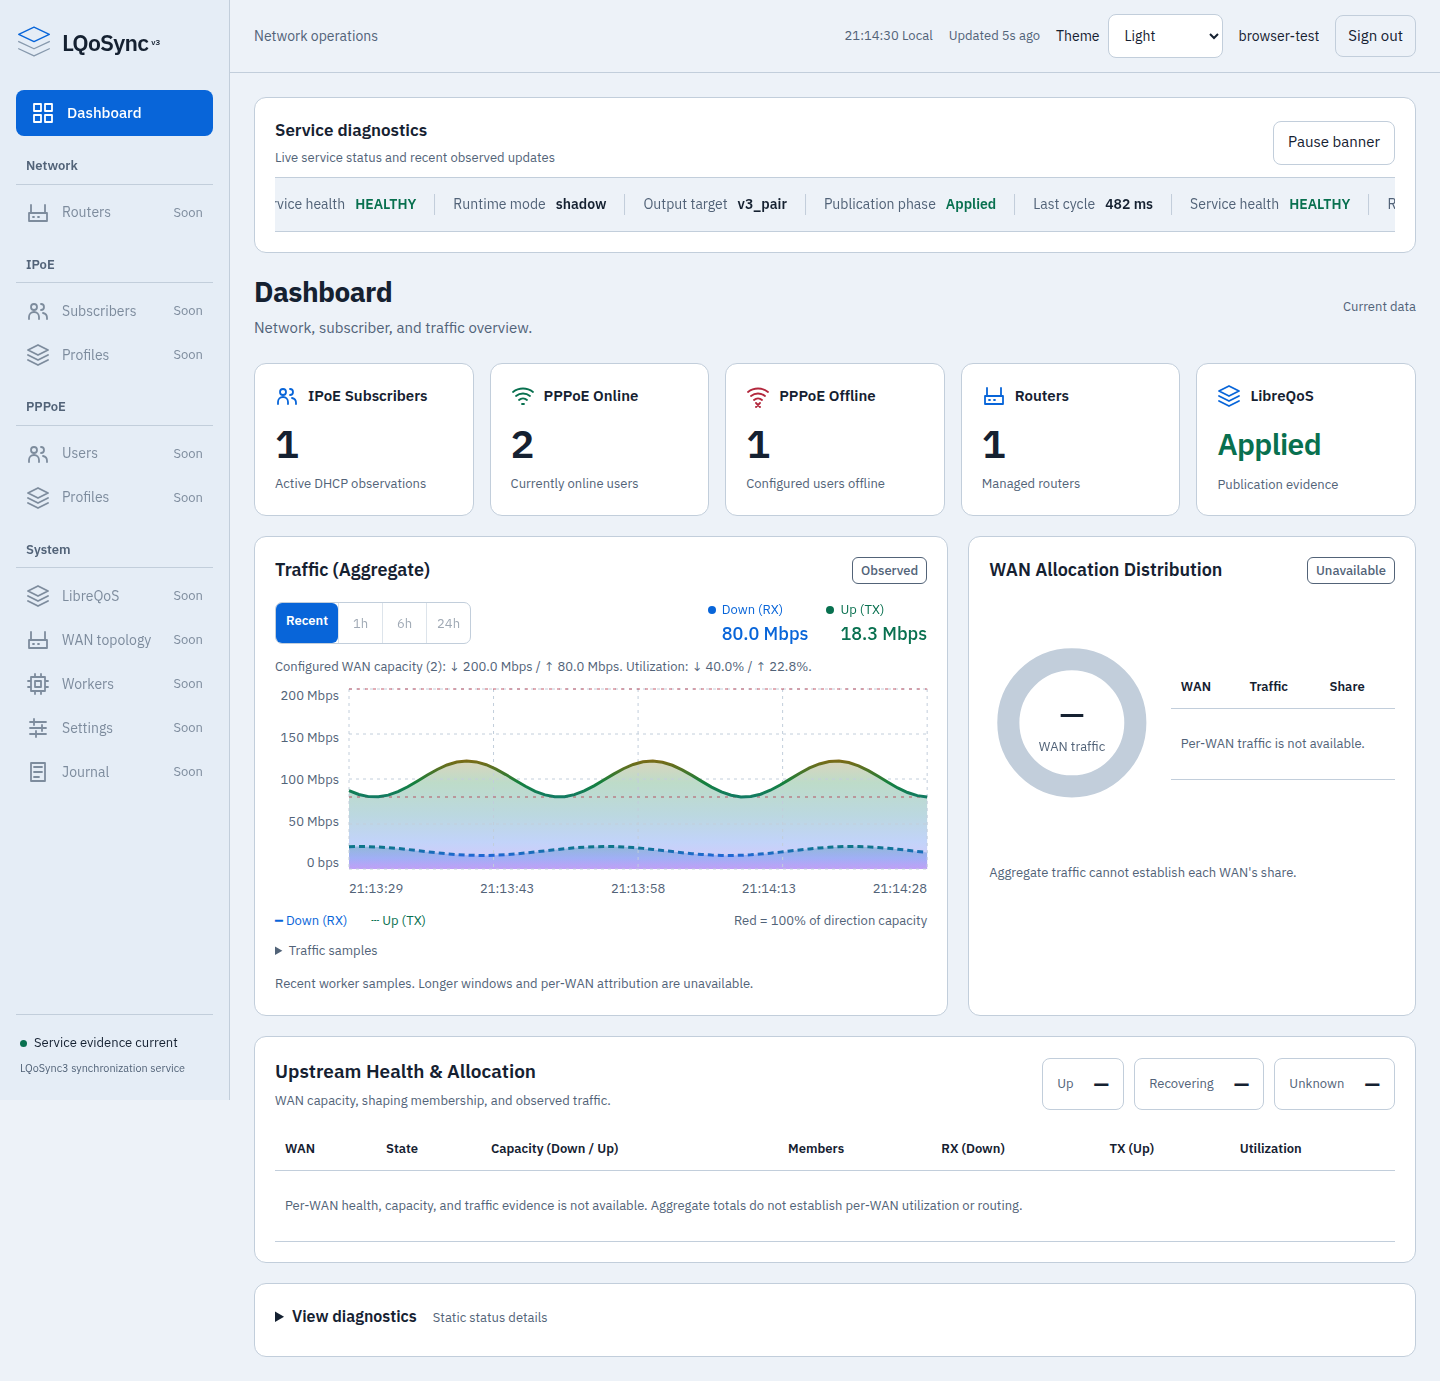 LQoSync v3
Dashboard
Network
Routers Soon
IPoE
Subscribers Soon
Profiles Soon
PPPoE
Users Soon
Profiles Soon
System
LibreQoS Soon
WAN topology Soon
Workers Soon
Settings Soon
Journal Soon
Service evidence current
LQoSync3 synchronization service
Network operations
21:14:30 Local Updated 5s ago Theme Light browser-test Sign out
Service diagnostics
Live service status and recent observed updates
Pause banner
rvice health HEALTHY Runtime mode shadow Output target v3_pair Publication phase Applied Last cycle 482 ms Service health HEALTHY R
Dashboard
Network, subscriber, and traffic overview.
Current data
IPoE Subscribers
1
Active DHCP observations
PPPoE Online
2
Currently online users
PPPoE Offline
1
Configured users offline
Routers
1
Managed routers
LibreQoS
Applied
Publication evidence
Traffic (Aggregate)
Observed
Recent 1h 6h 24h
Down (RX) Up (TX)
80.0 Mbps 18.3 Mbps
Configured WAN capacity (2): ↓ 200.0 Mbps / ↑ 80.0 Mbps. Utilization: ↓ 40.0% / ↑ 22.8%.
200 Mbps
150 Mbps
100 Mbps
50 Mbps
0 bps
21:13:29 21:13:43 21:13:58 21:14:13 21:14:28
━ Down (RX) ┄ Up (TX) Red = 100% of direction capacity
▶ Traffic samples
Recent worker samples. Longer windows and per-WAN attribution are unavailable.
WAN Allocation Distribution
Unavailable
—
WAN traffic
WAN Traffic Share
Per-WAN traffic is not available.
Aggregate traffic cannot establish each WAN's share.
Upstream Health & Allocation
WAN capacity, shaping membership, and observed traffic.
Up — Recovering — Unknown —
WAN State Capacity (Down / Up) Members RX (Down) TX (Up) Utilization
Per-WAN health, capacity, and traffic evidence is not available. Aggregate totals do not establish per-WAN utilization or routing.
▶ View diagnostics Static status details